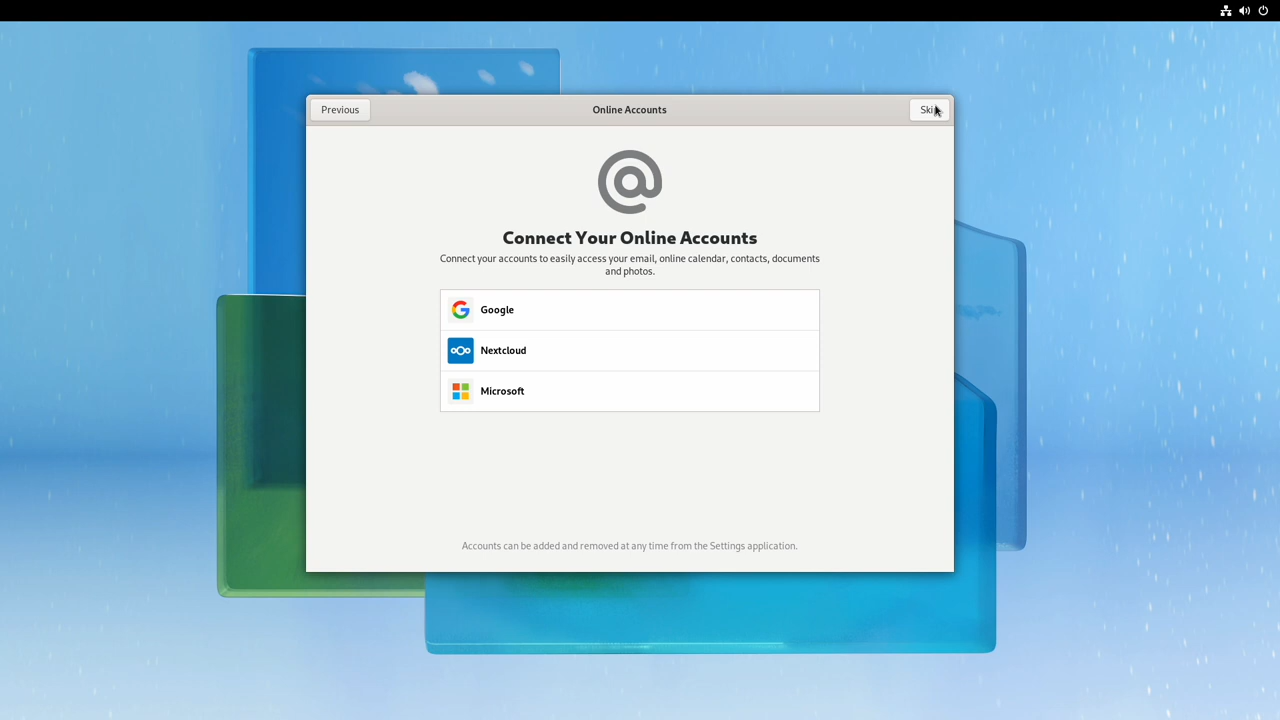 Previous
Online Accounts
Skip
Connect Your Online Accounts
Connect your accounts to easily access your email, online calendar, contacts, documents
and photos.
Google
Nextcloud
Microsoft
Accounts can be added and removed at any time from the Settings application.